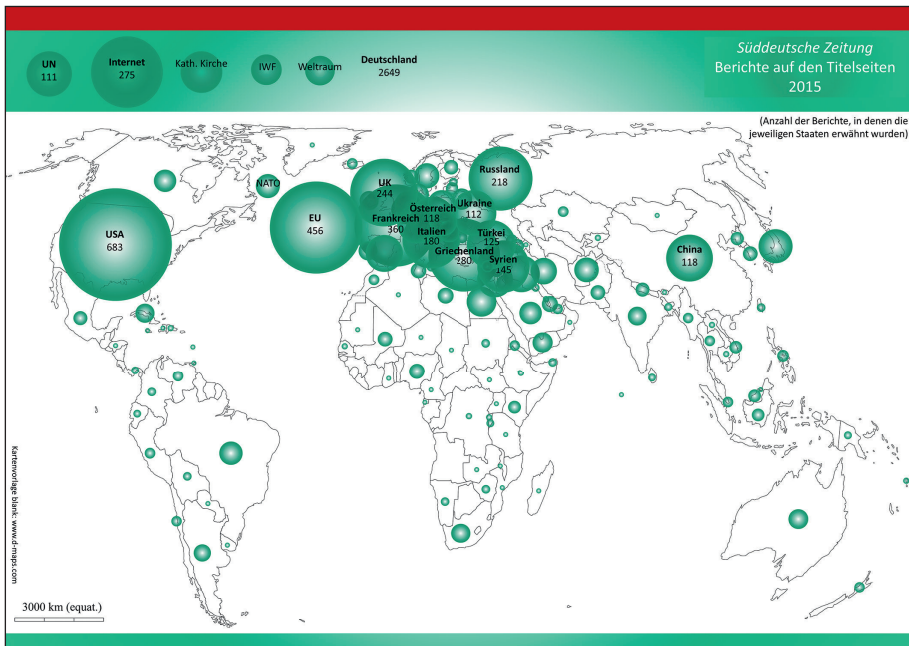 UN
111
Internet
275
Kath. Kirche
IWF
Weltraum
Deutschland
2649
Süddeutsche Zeitung
Berichte auf den Titelseiten
2015
(Anzahl der Berichte, in denen die
jeweiligen Staaten erwähnt wurden)
NATO
USA
683
EU
456
UK
244
Russland
218
Österreich
118
Ukraine
112
Frankreich
360
Italien
180
Türkei
125
Griechenland
280
Syrien
145
China
118
Kartenvorlage blank: www.d-maps.com
3000 km (equat.)